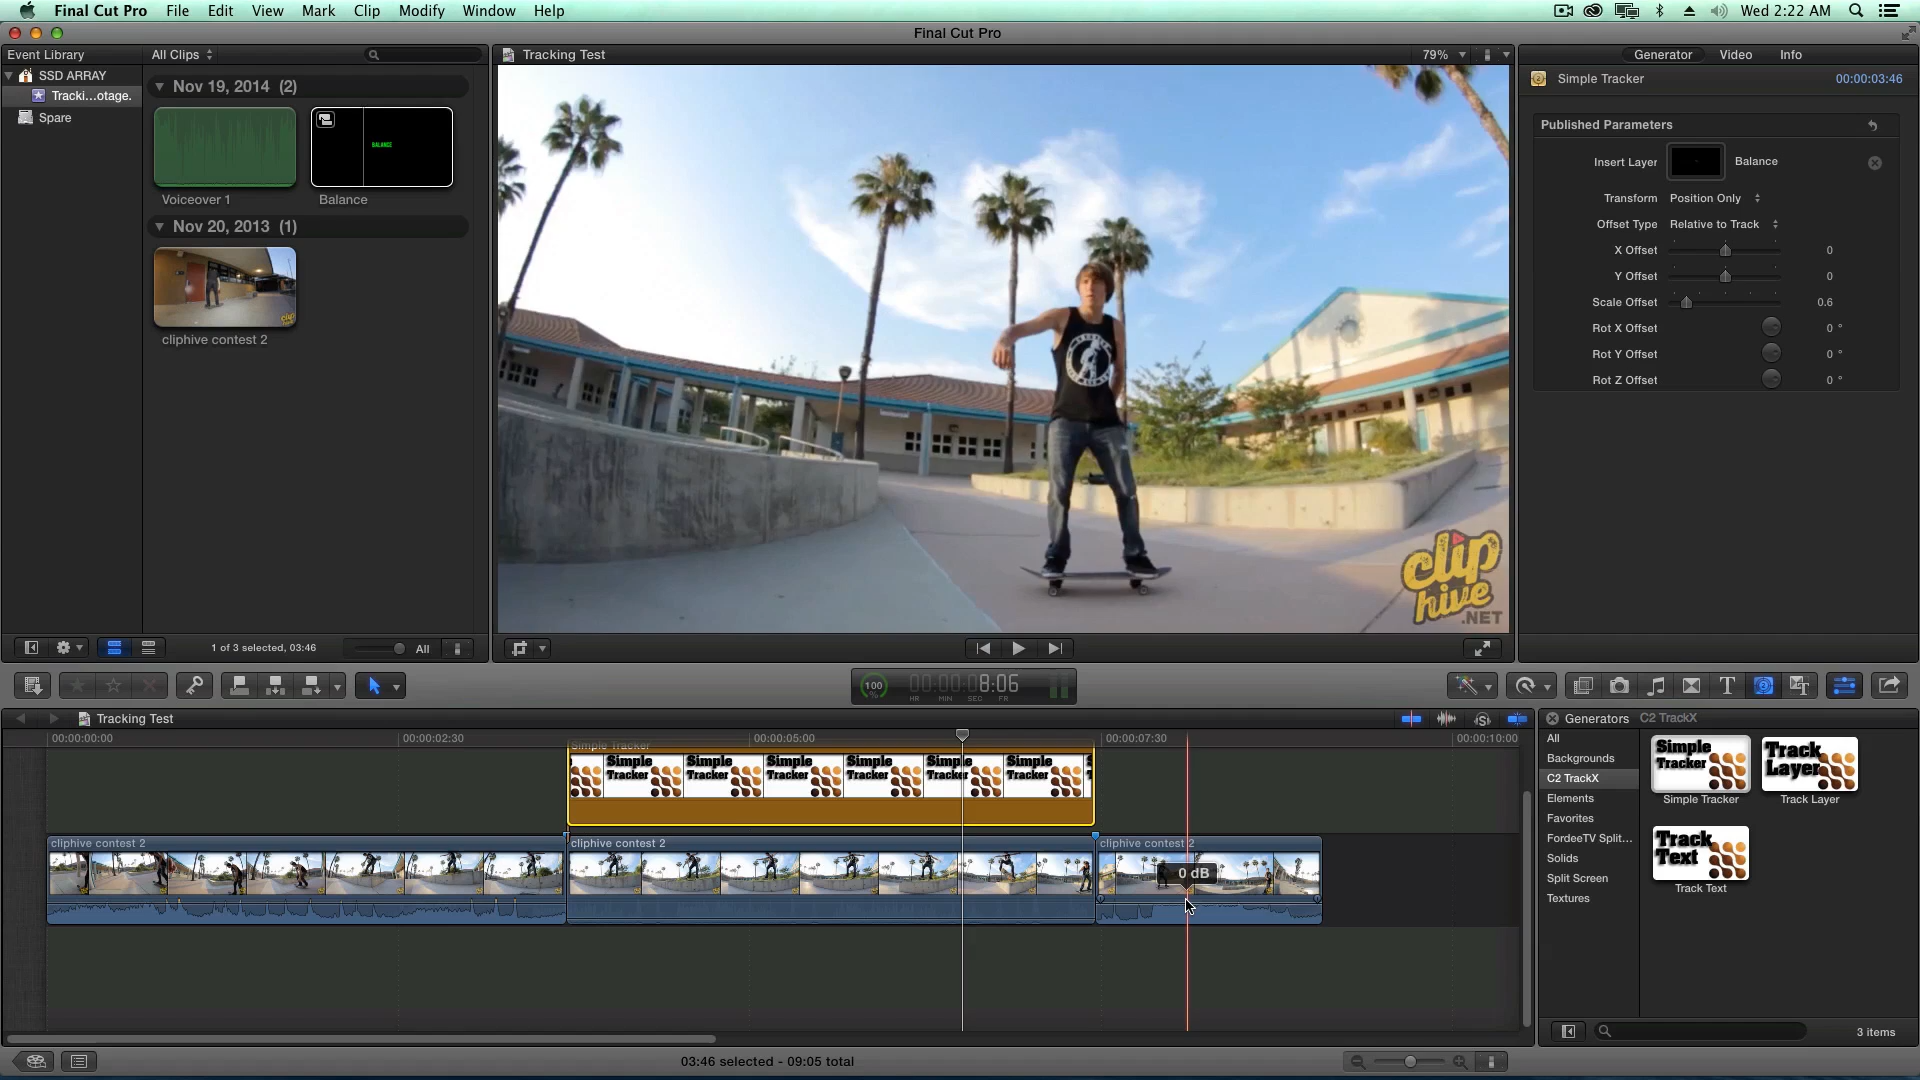 Final Cut Pro File Edit View Mark Clip Modify Window Help
Wed 2:22 AM
Final Cut Pro
Event Library
All Clips
Tracking Test
79%
Generator Video Info
SSD ARRAY
Tracki...otage.
Spare
Nov 19, 2014 (2)
BALANCE
Voiceover 1
Balance
Nov 20, 2013 (1)
cliphive contest 2
clip
hive
.NET
Simple Tracker
00:00:03:46
Published Parameters
Insert Layer Balance
Transform Position Only
Offset Type Relative to Track
X Offset 0
Y Offset 0
Scale Offset 0.6
Rot X Offset 0 °
Rot Y Offset 0 °
Rot Z Offset 0 °
1 of 3 selected, 03:46
All
100
%
00:00:08:06
HR MIN SEC FR
Tracking Test
00:00:00:00
00:00:02:30
00:00:05:00
00:00:07:30
00:00:10:00
Simple Tracker
Simple Tracker
Simple Tracker
Simple Tracker
Simple Tracker
Simple Tracker
Simple Tracker
cliphive contest 2
cliphive contest 2
cliphive contest 2
0 dB
Generators C2 TrackX
All
Backgrounds
C2 TrackX
Elements
Favorites
FordeeTV Split...
Solids
Split Screen
Textures
Simple
Tracker
Simple Tracker
Track
Layer
Track Layer
Track
Text
Track Text
3 items
03:46 selected - 09:05 total